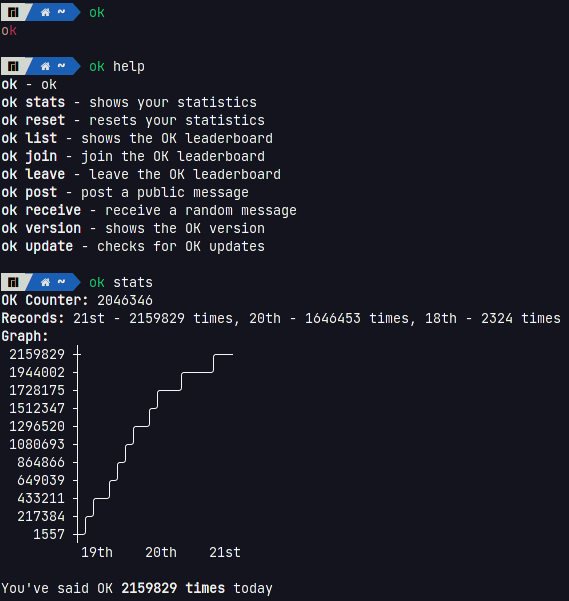 ok
ok
ok help
ok - ok
ok stats - shows your statistics
ok reset - resets your statistics
ok list - shows the OK leaderboard
ok join - join the OK leaderboard
ok leave - leave the OK leaderboard
ok post - post a public message
ok receive - receive a random message
ok version - shows the OK version
ok update - checks for OK updates
ok stats
OK Counter: 2046346
Records: 21st - 2159829 times, 20th - 1646453 times, 18th - 2324 times
Graph:
2159829
1944002
1728175
1512347
1296520
1080693
864866
649039
433211
217384
1557
19th 20th 21st
You've said OK 2159829 times today